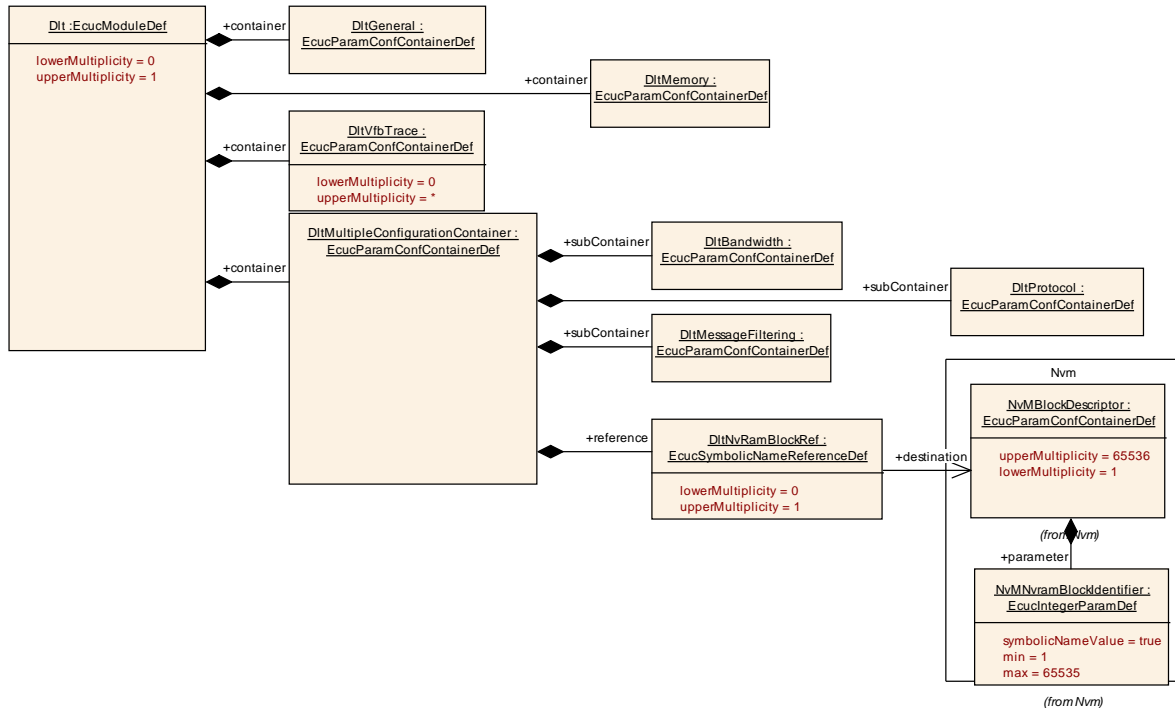 Dlt :EcucModuleDef
lowerMultiplicity = 0
upperMultiplicity = 1
+container
DltGeneral :
EcucParamConfContainerDef
+container
DltMemory :
EcucParamConfContainerDef
+container
DltVfbTrace :
EcucParamConfContainerDef
lowerMultiplicity = 0
upperMultiplicity = *
+container
DltMultipleConfigurationContainer :
EcucParamConfContainerDef
+subContainer
DltBandwidth :
EcucParamConfContainerDef
+subContainer
DltProtocol :
EcucParamConfContainerDef
+subContainer
DltMessageFiltering :
EcucParamConfContainerDef
+reference
DltNvRamBlockRef :
EcucSymbolicNameReferenceDef
lowerMultiplicity = 0
upperMultiplicity = 1
+destination
Nvm
NvMBlockDescriptor :
EcucParamConfContainerDef
upperMultiplicity = 65536
lowerMultiplicity = 1
(from Nvm)
+parameter
NvMNvramBlockIdentifier :
EcucIntegerParamDef
symbolicNameValue = true
min = 1
max = 65535
(from Nvm)